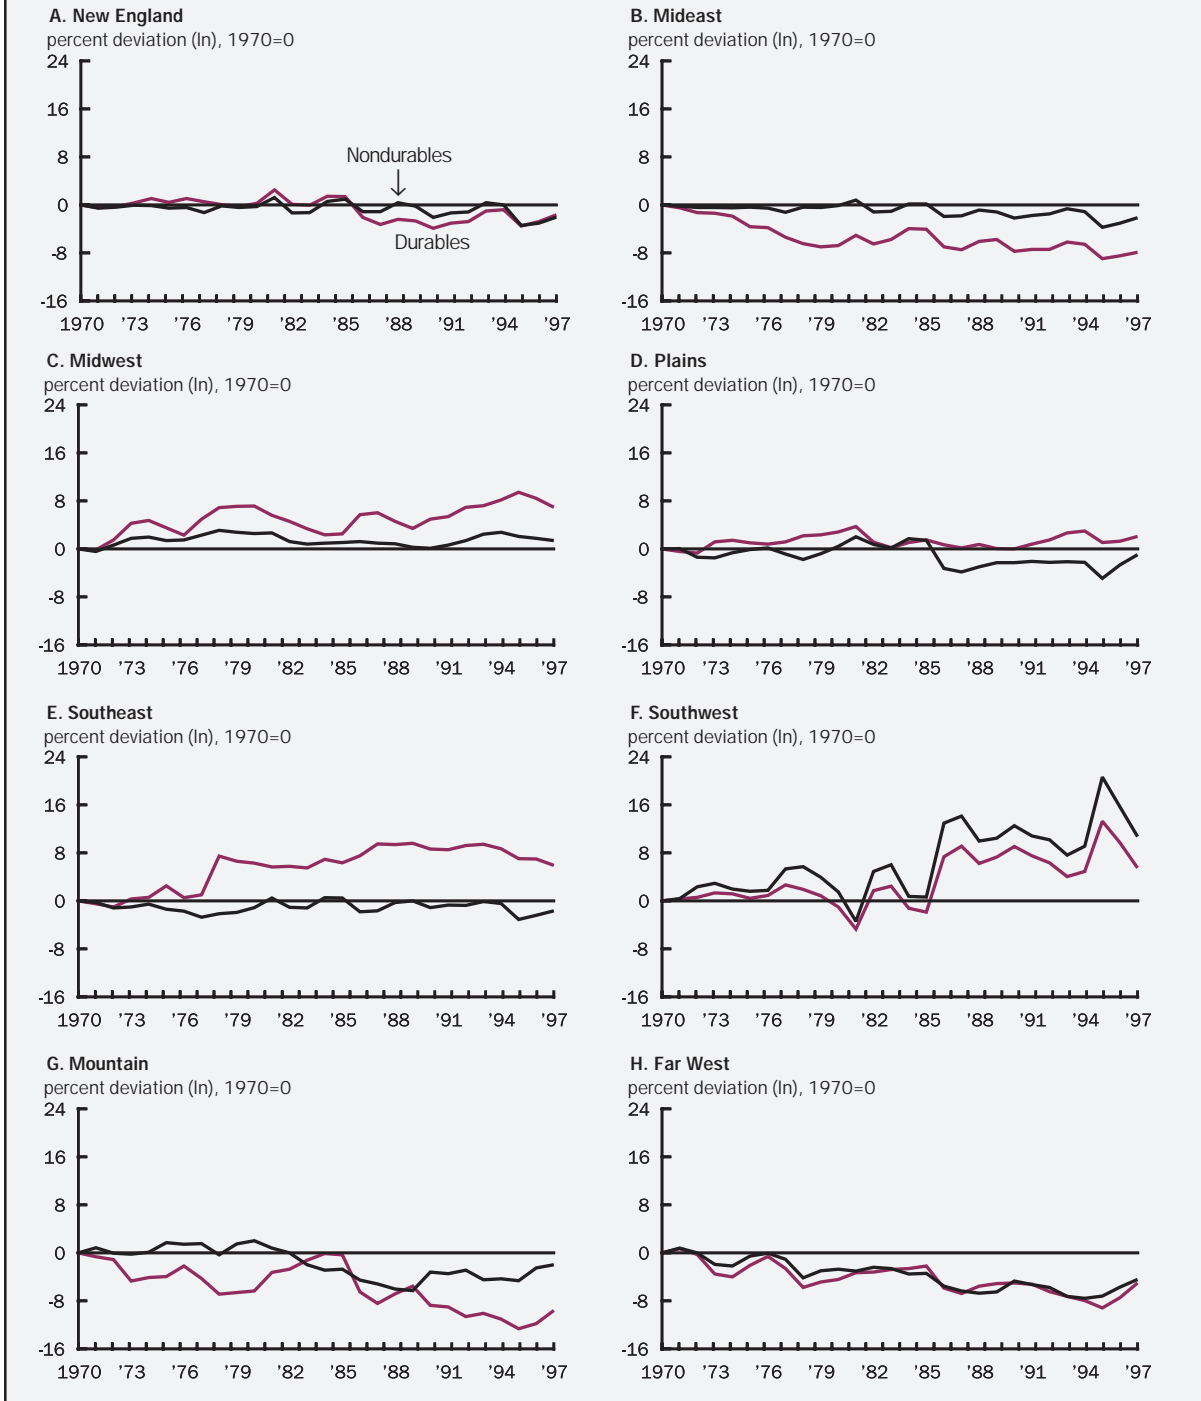 A. New England
percent deviation (ln), 1970=0
24
16
8
0
-8
-16
Nondurables
Durables
1970 '73 '76 '79 '82 '85 '88 '91 '94 '97
B. Mideast
percent deviation (ln), 1970=0
24
16
8
0
-8
-16
1970 '73 '76 '79 '82 '85 '88 '91 '94 '97
C. Midwest
percent deviation (ln), 1970=0
24
16
8
0
-8
-16
1970 '73 '76 '79 '82 '85 '88 '91 '94 '97
D. Plains
percent deviation (ln), 1970=0
24
16
8
0
-8
-16
1970 '73 '76 '79 '82 '85 '88 '91 '94 '97
E. Southeast
percent deviation (ln), 1970=0
24
16
8
0
-8
-16
1970 '73 '76 '79 '82 '85 '88 '91 '94 '97
F. Southwest
percent deviation (ln), 1970=0
24
16
8
0
-8
-16
1970 '73 '76 '79 '82 '85 '88 '91 '94 '97
G. Mountain
percent deviation (ln), 1970=0
24
16
8
0
-8
-16
1970 '73 '76 '79 '82 '85 '88 '91 '94 '97
H. Far West
percent deviation (ln), 1970=0
24
16
8
0
-8
-16
1970 '73 '76 '79 '82 '85 '88 '91 '94 '97